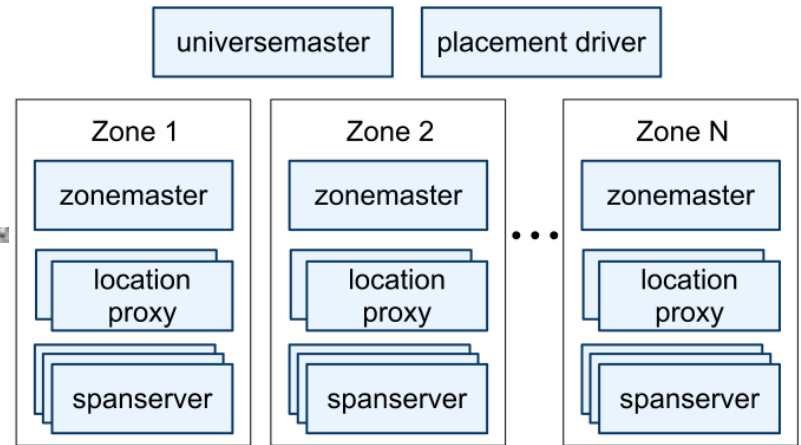 universemaster
placement driver
Zone 1
zonemaster
location
proxy
spanserver
Zone 2
zonemaster
location
proxy
spanserver
...
Zone N
zonemaster
location
proxy
spanserver